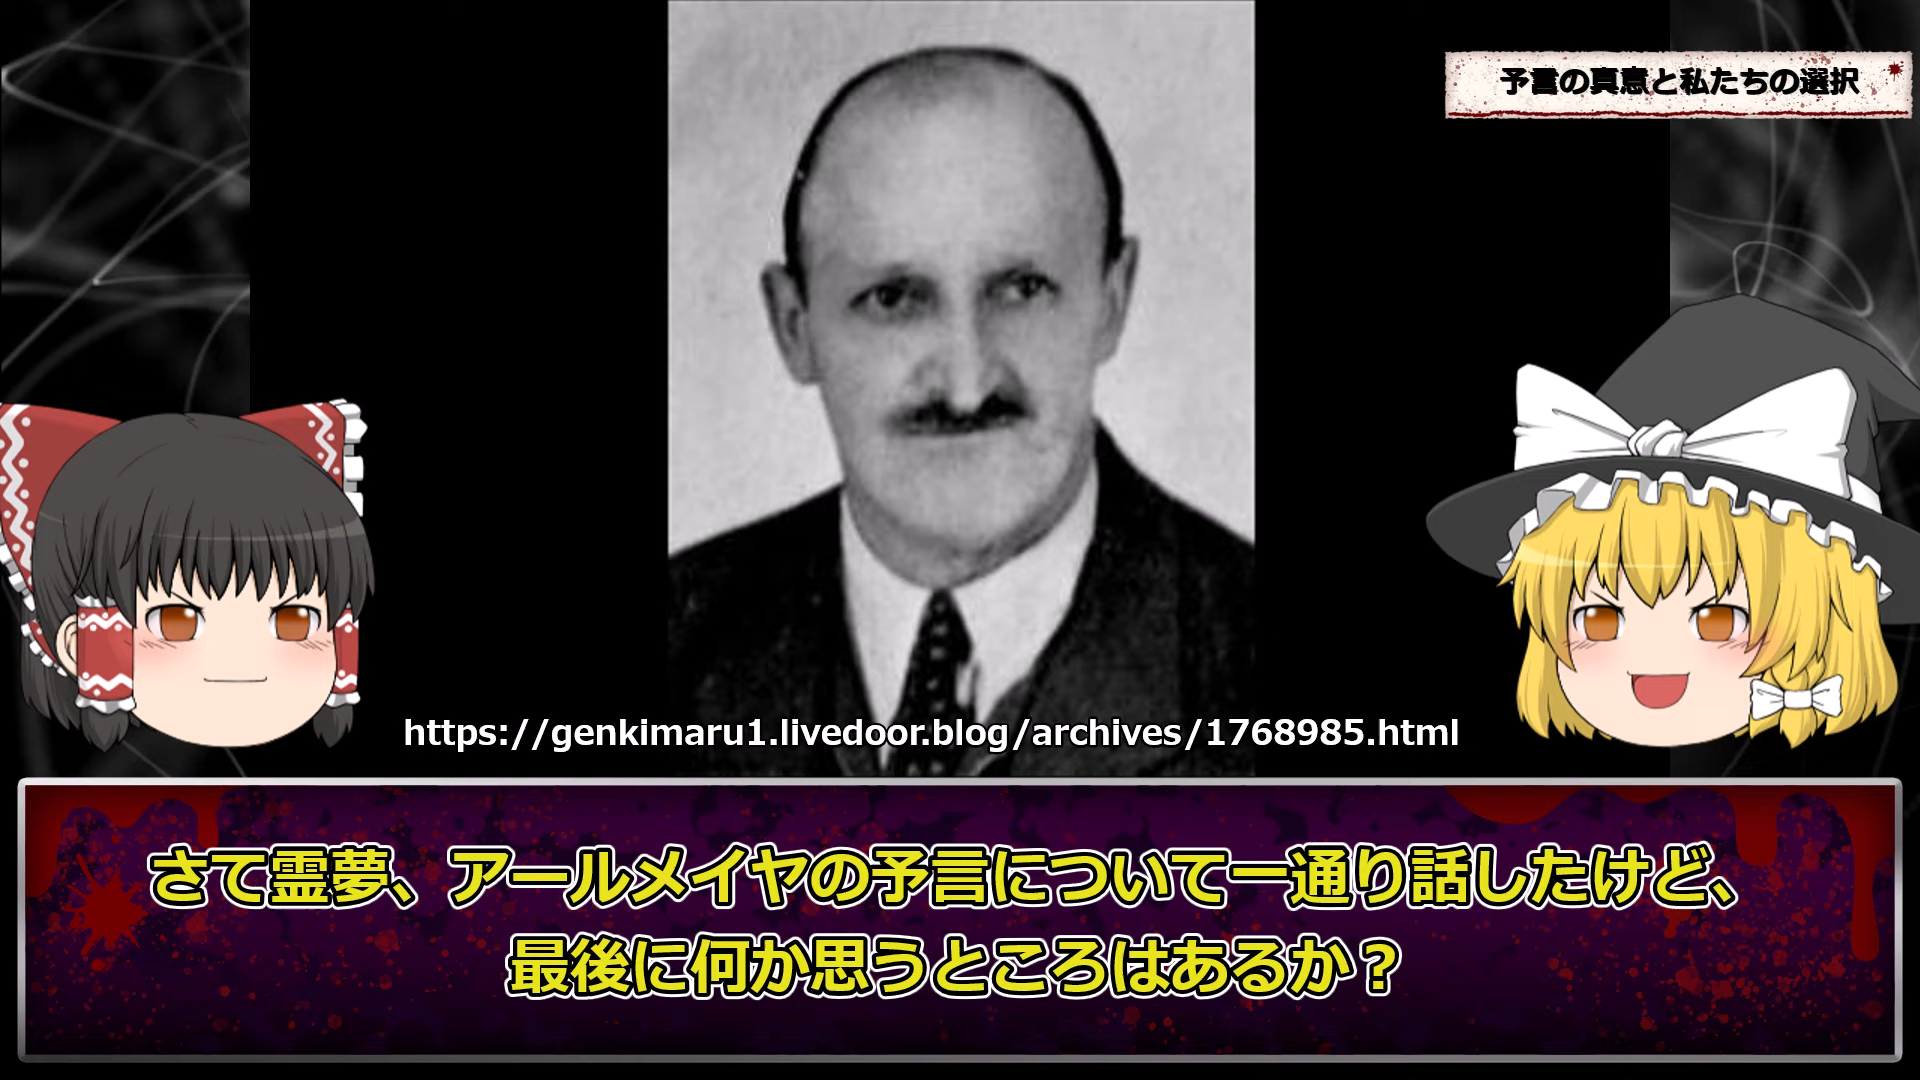 予言の真意と私たちの選択
https://genkimaru1.livedoor.blog/archives/1768985.html
さて霊夢、アールメイヤの予言について一通り話したけど、
最後に何か思うところはあるか？